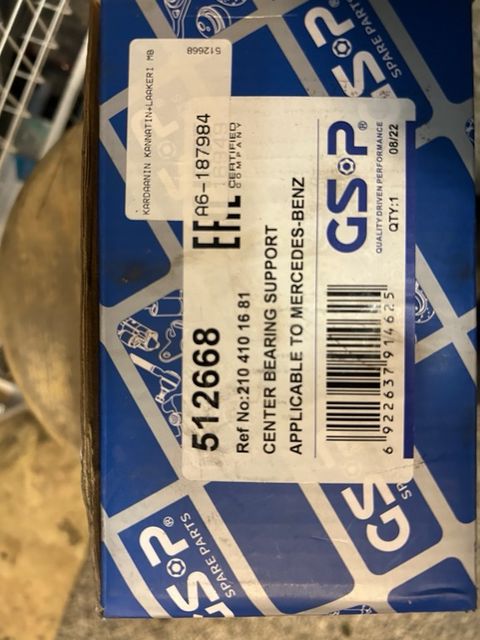 KARDAANIN KANNATIN+LAAKERI MB
512668
A6-187984
CERTIFIED
COMPANY
GSP
QUALITY DRIVEN PERFORMANCE
08/22
QTY:1
512668
Ref No:210 410 16 81
CENTER BEARING SUPPORT
APPLICABLE TO MERCEDES-BENZ
6 922637 914625
GSP®
SPARE PARTS
GSP®
SPARE PARTS
GS
SPA